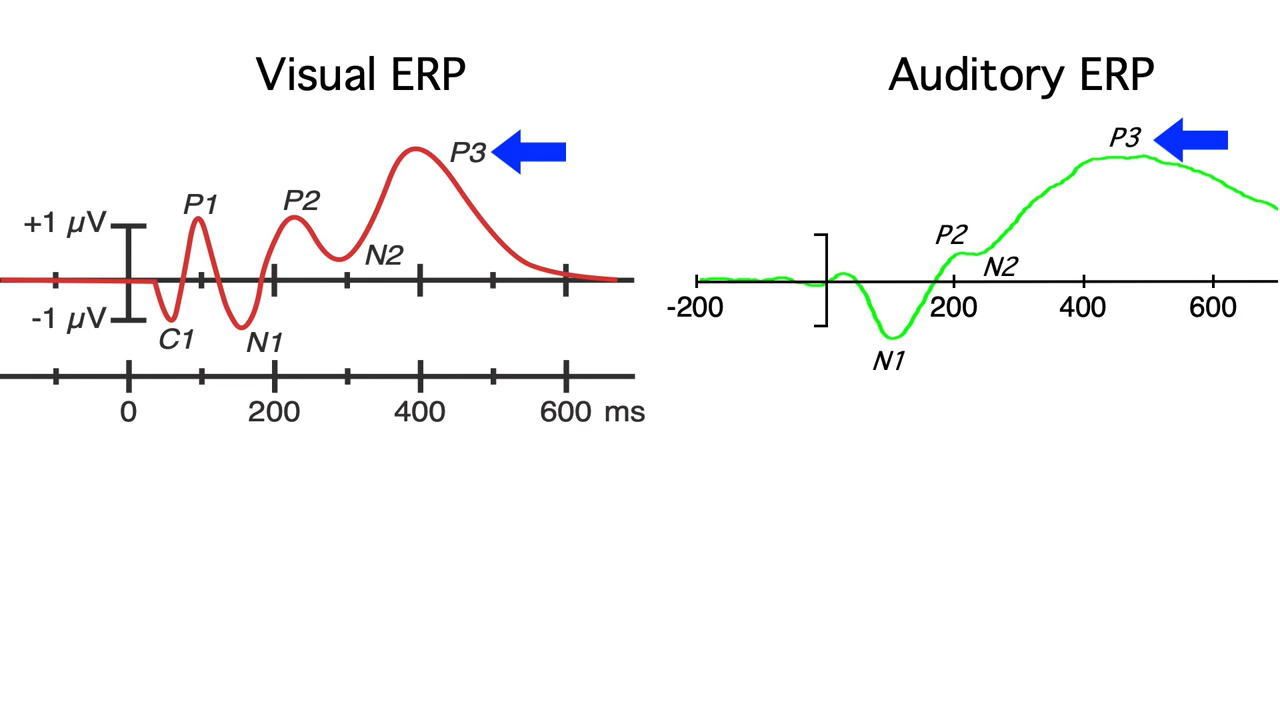 Visual ERP
P3
P1
P2
+1 µV
N2
-1 µV
C1
N1
0 200 400 600 ms
Auditory ERP
P3
P2
N2
-200 200 400 600
N1